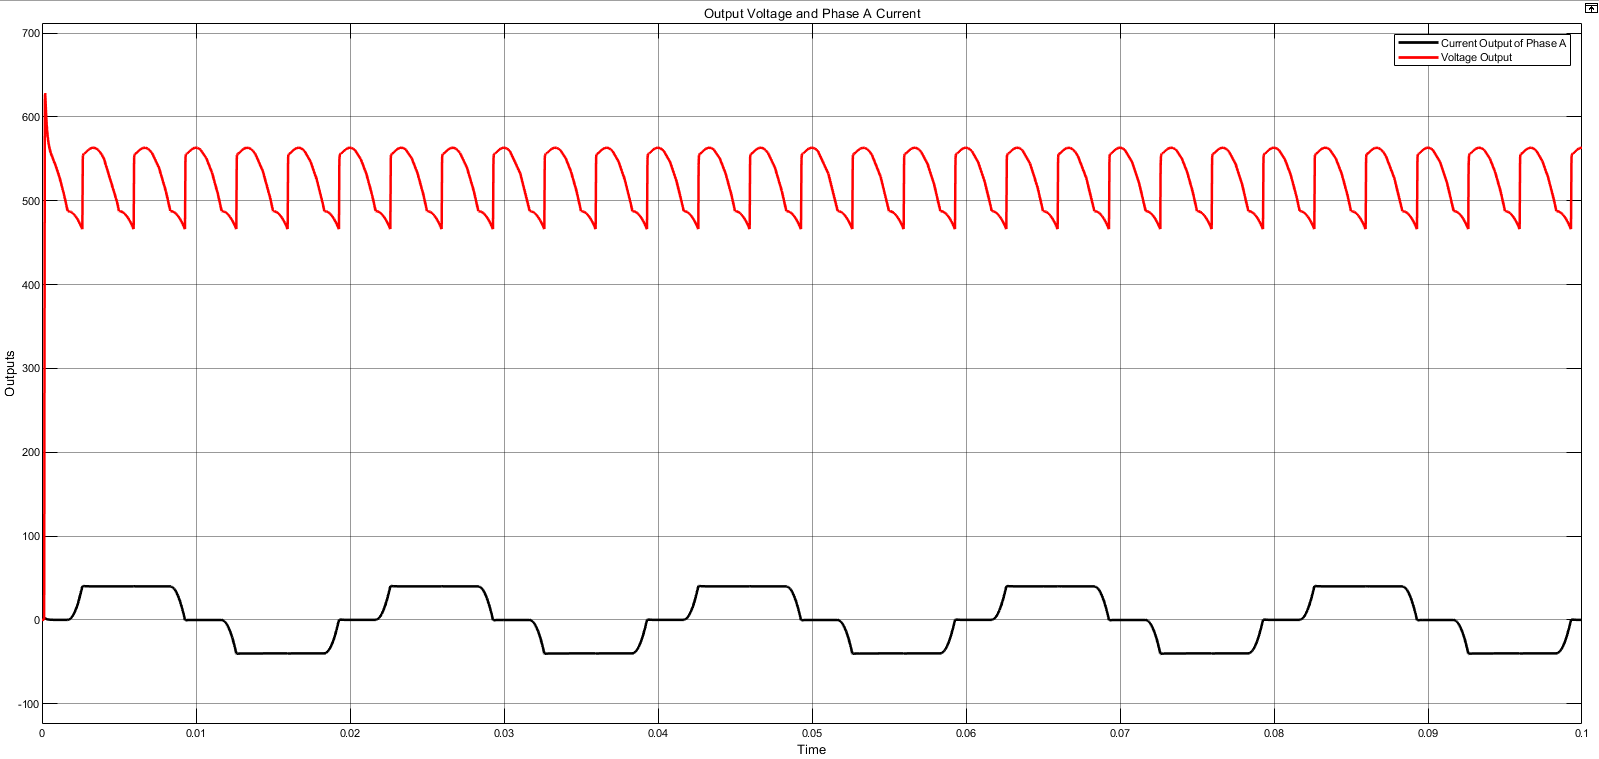 Output Voltage and Phase A Current
700
600
500
400
300
200
100
0
-100
Outputs
Current Output of Phase A
Voltage Output
0 0.01 0.02 0.03 0.04 0.05 0.06 0.07 0.08 0.09 0.1
Time